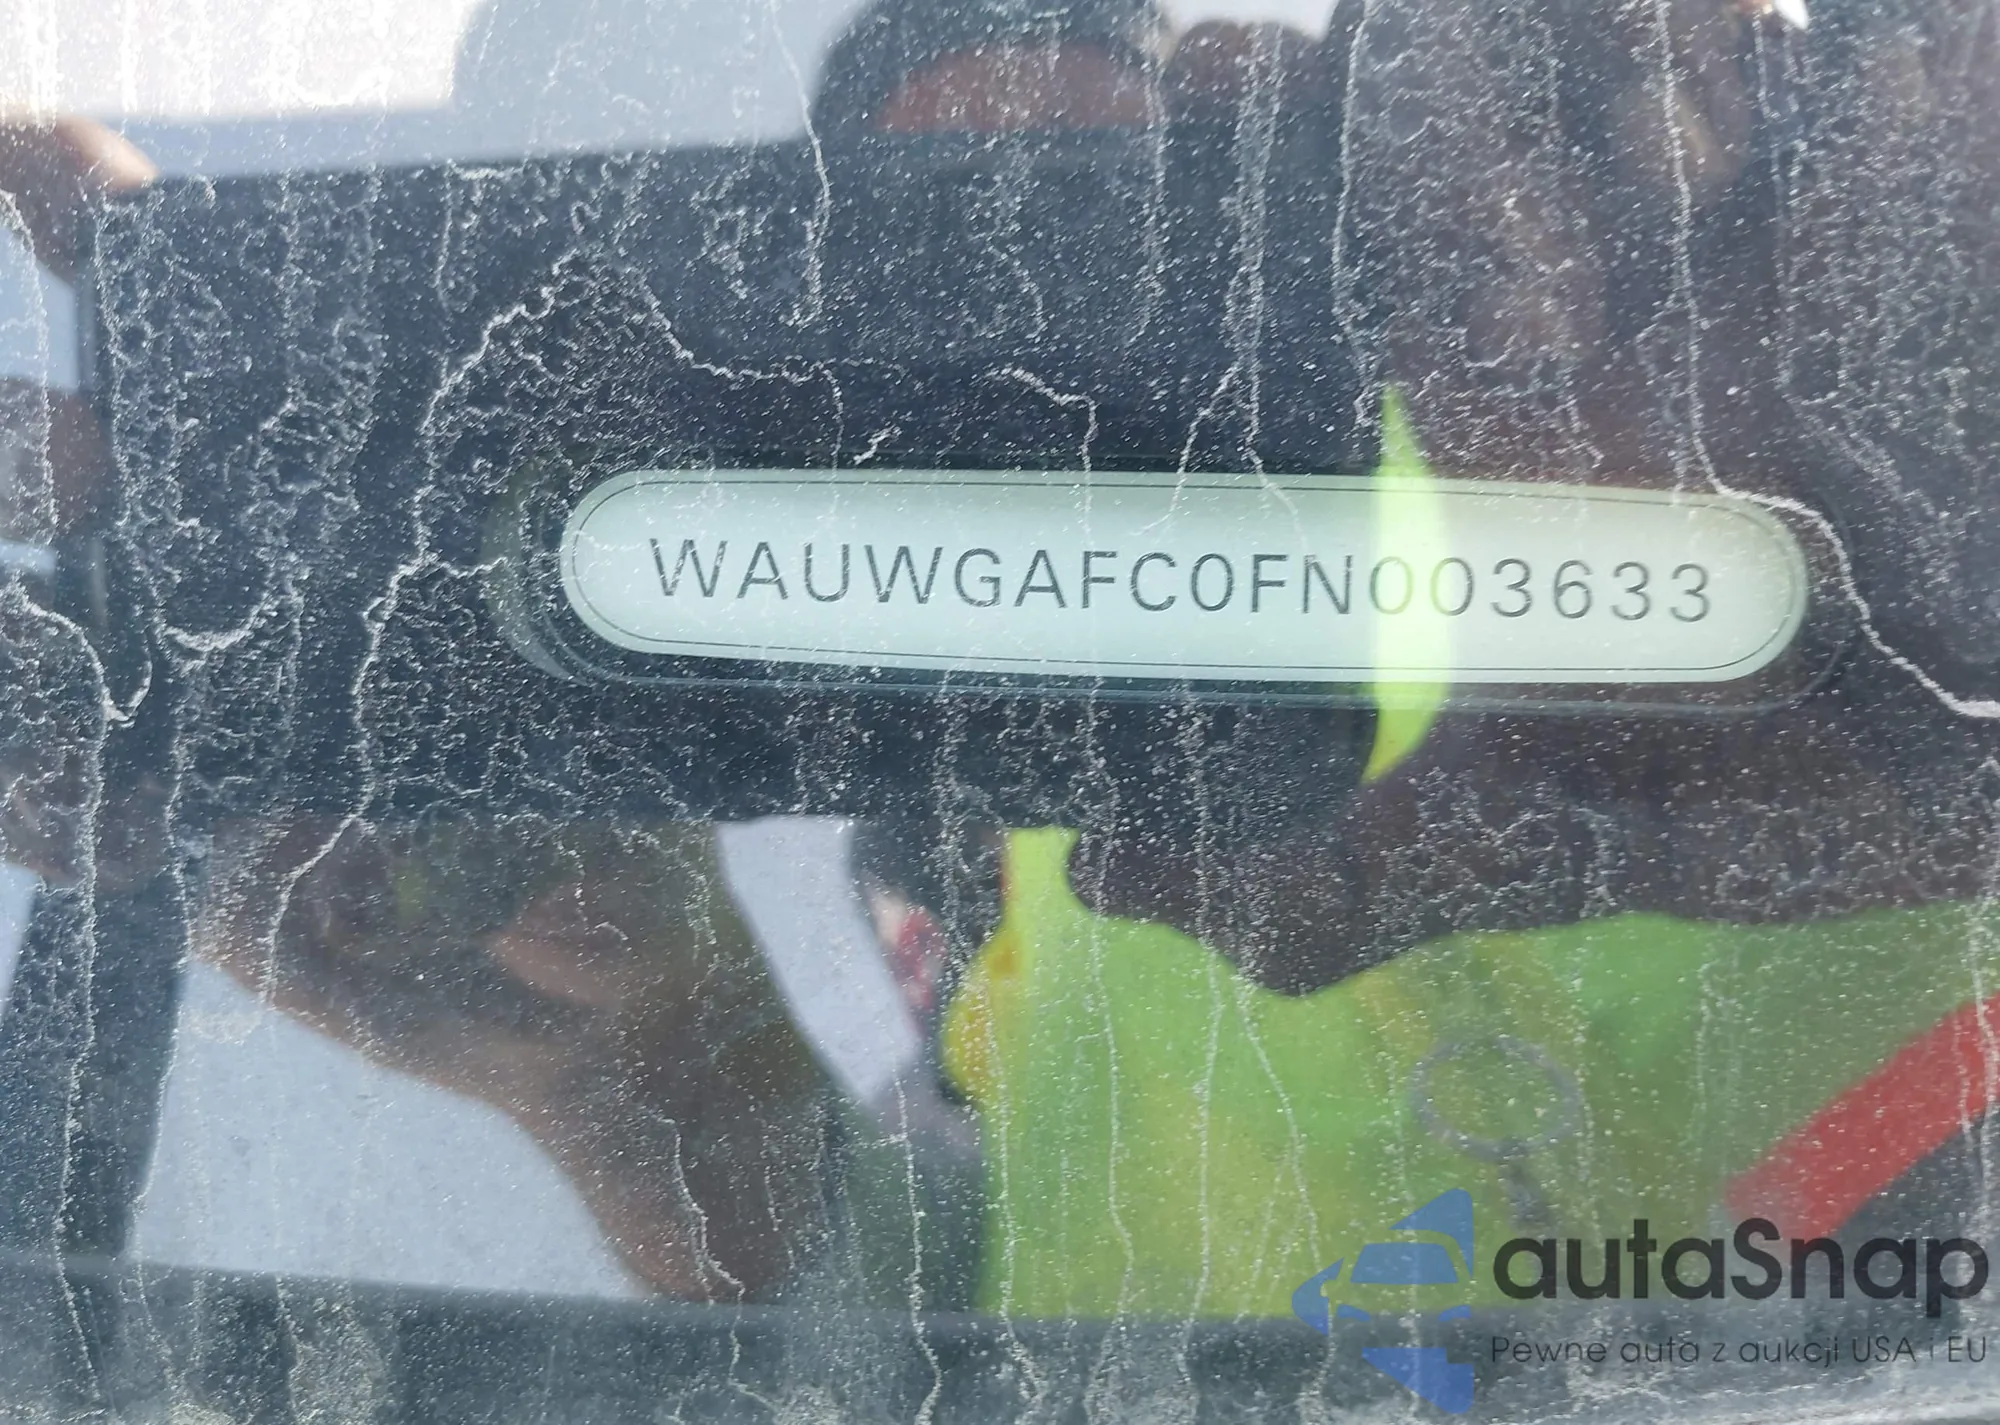 WAUWGAFC0FN003633
autaSnap
Pewne auta z aukcji USA i EU